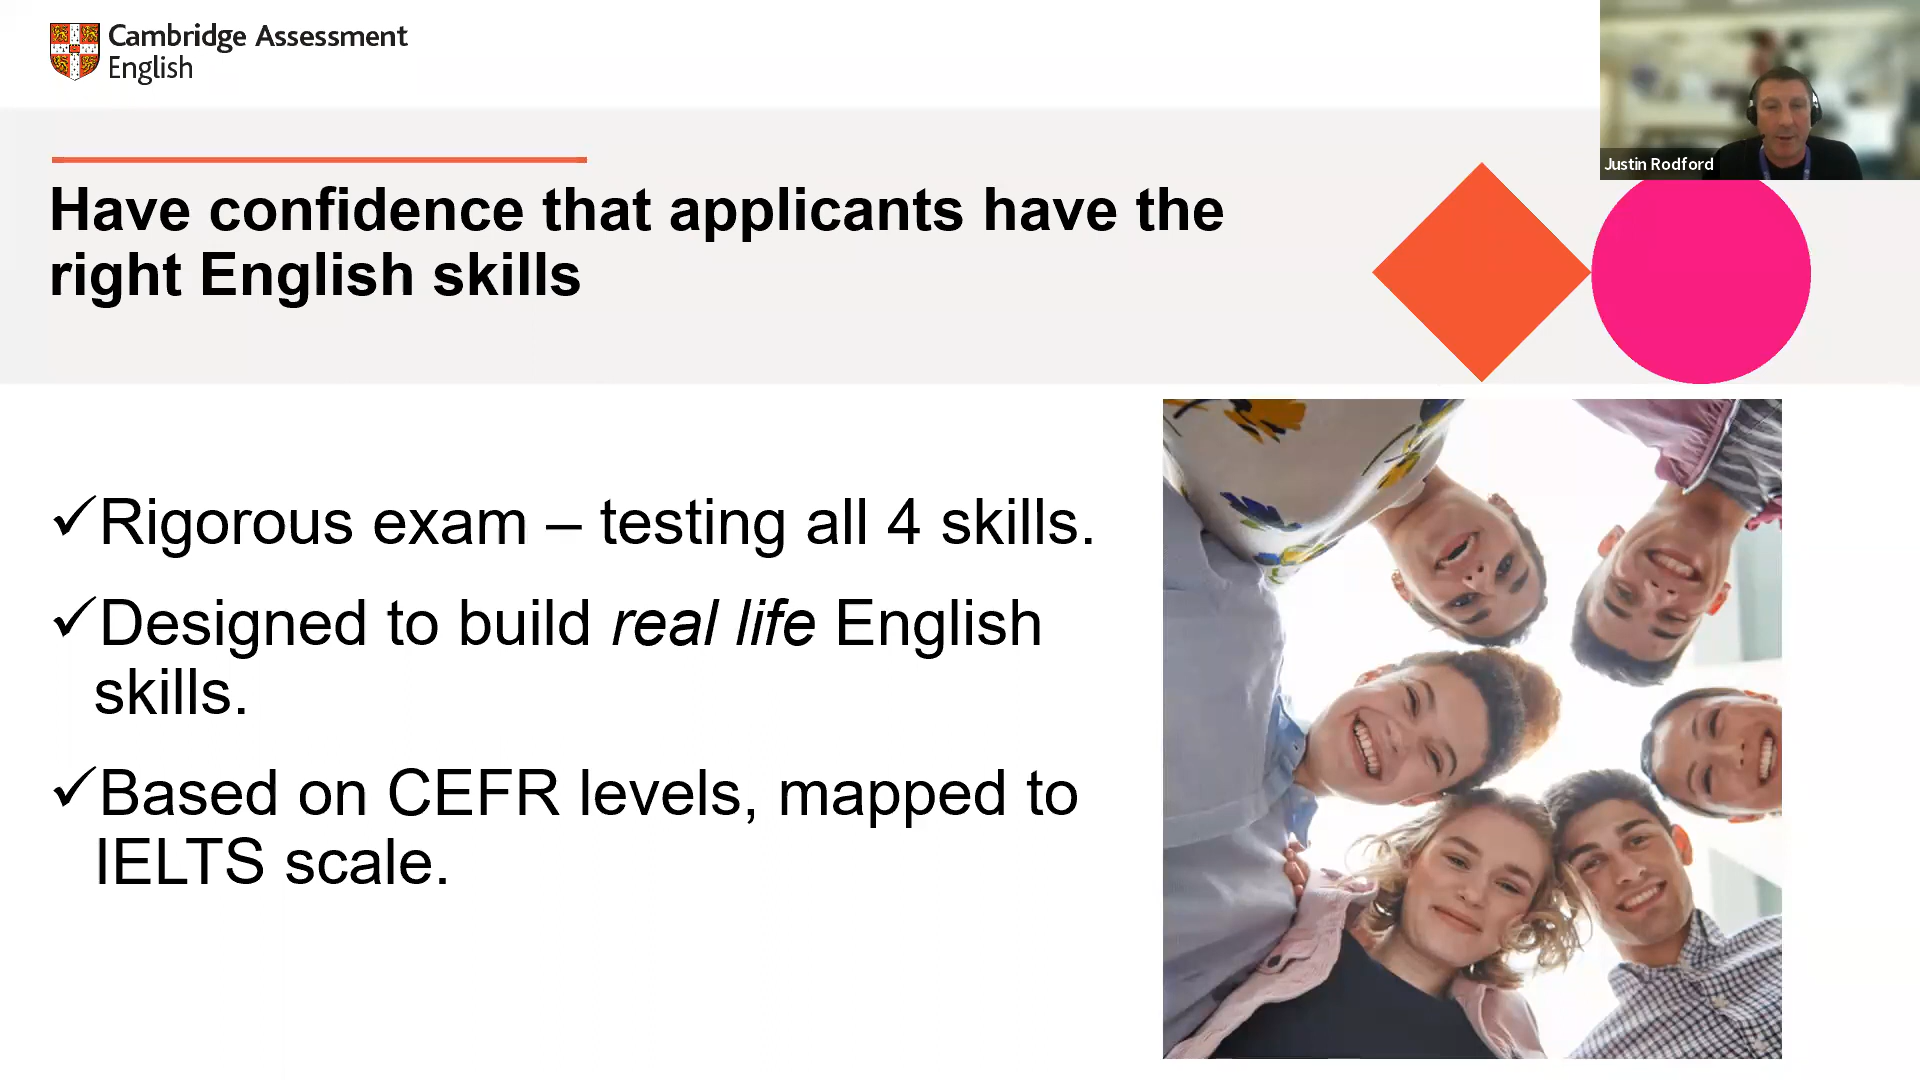 Cambridge Assessment
English
Justin Rodford
Have confidence that applicants have the
right English skills
✓Rigorous exam – testing all 4 skills.
✓Designed to build real life English
skills.
✓Based on CEFR levels, mapped to
IELTS scale.